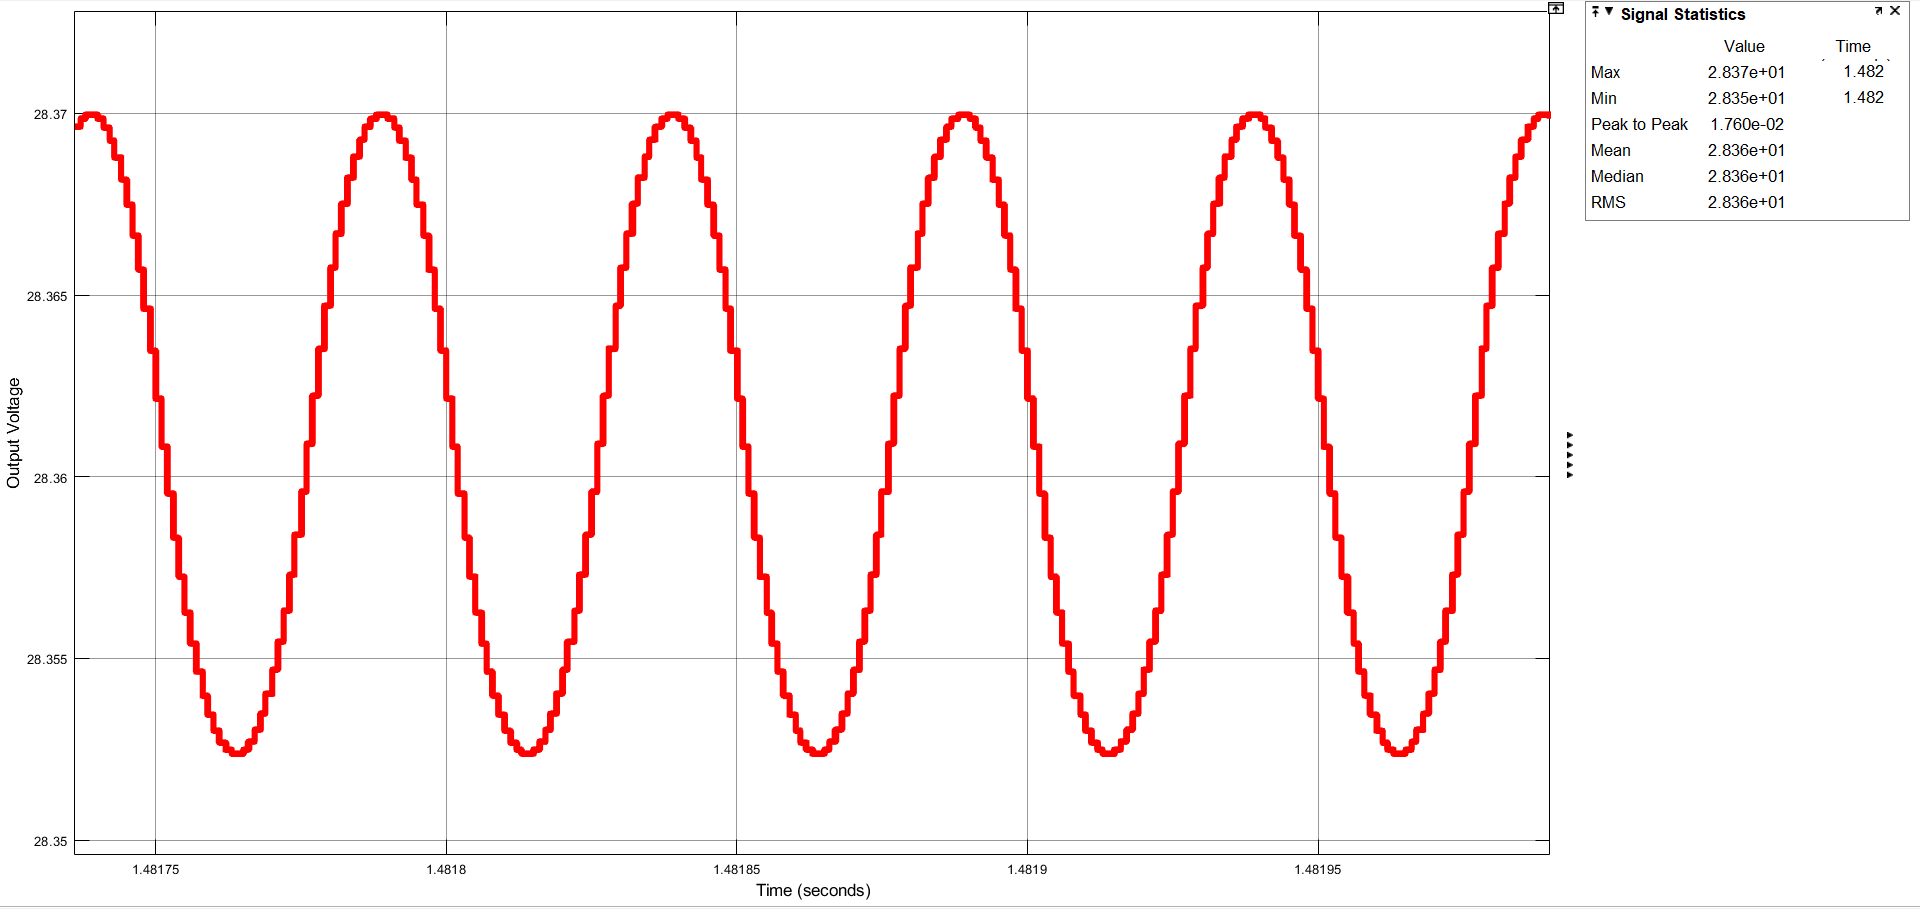 Signal Statistics
Value Time
Max 2.837e+01 1.482
Min 2.835e+01 1.482
Peak to Peak 1.760e-02
Mean 2.836e+01
Median 2.836e+01
RMS 2.836e+01
28.37
28.365
28.36
28.355
28.35
Output Voltage
1.48175 1.4818 1.48185 1.4819 1.48195
Time (seconds)